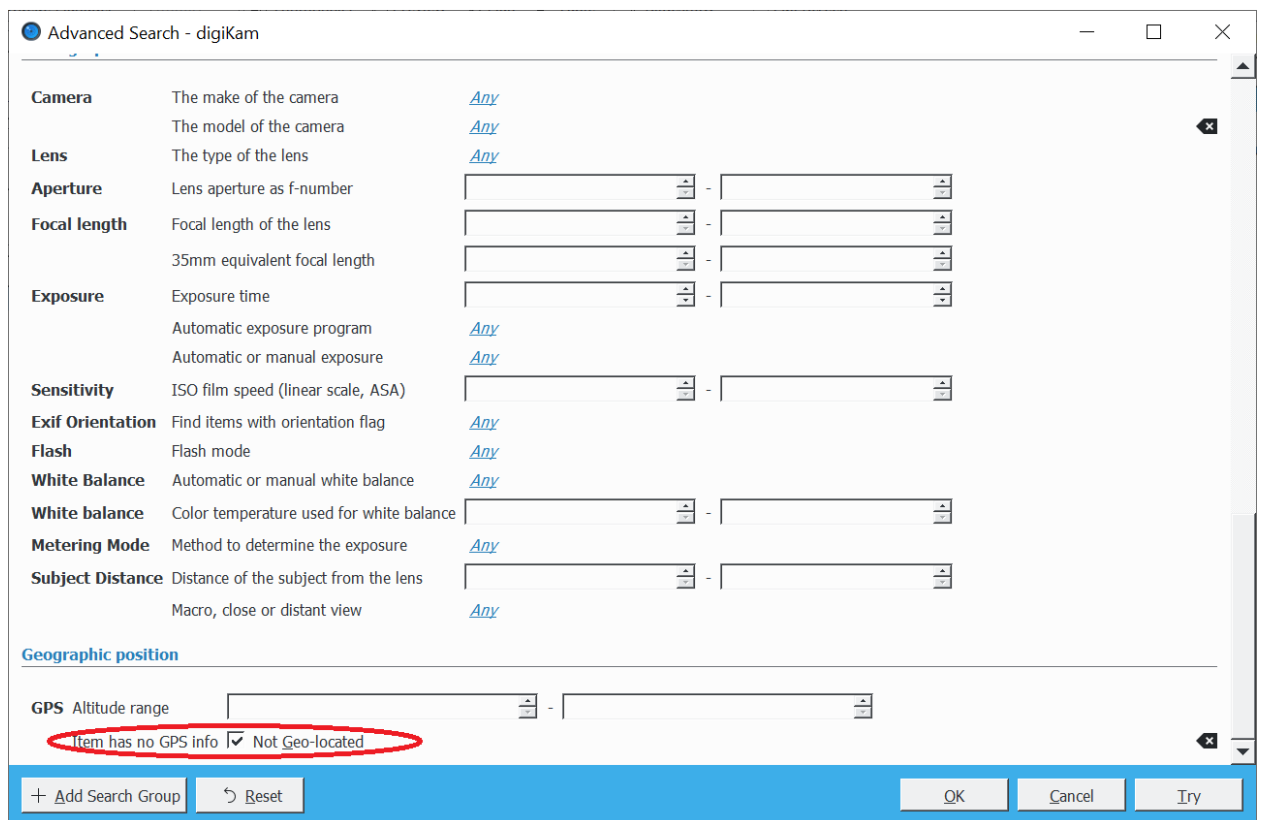 Advanced Search - digiKam
Camera The make of the camera Any
The model of the camera Any
Lens The type of the lens Any
Aperture Lens aperture as f-number -
Focal length Focal length of the lens -
35mm equivalent focal length -
Exposure Exposure time -
Automatic exposure program Any
Automatic or manual exposure Any
Sensitivity ISO film speed (linear scale, ASA) -
Exif Orientation Find items with orientation flag Any
Flash Flash mode Any
White Balance Automatic or manual white balance Any
White balance Color temperature used for white balance -
Metering Mode Method to determine the exposure Any
Subject Distance Distance of the subject from the lens -
Macro, close or distant view Any
Geographic position
GPS Altitude range -
Item has no GPS info Not Geo-located
+ Add Search Group Reset OK Cancel Try